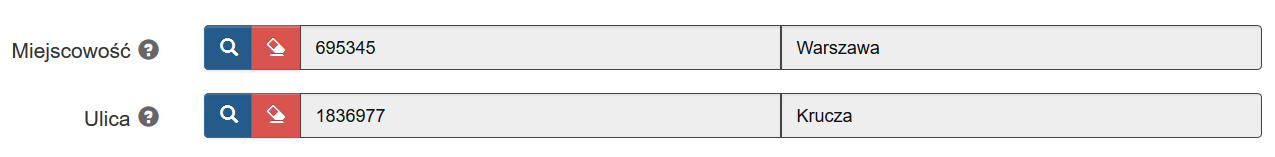 Miejscowość ? 695345 Warszawa
Ulica ? 1836977 Krucza